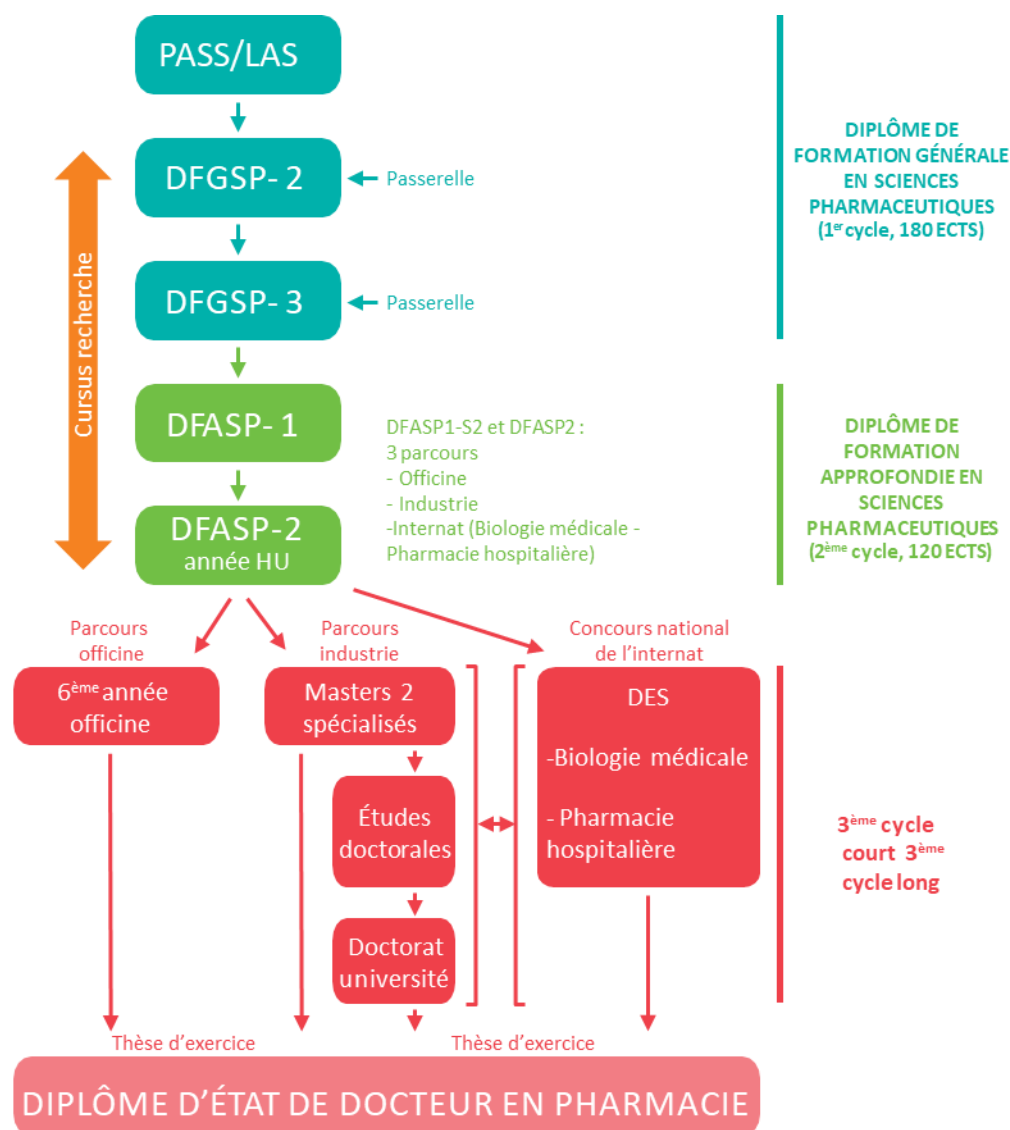 PASS/LAS
DFGSP- 2
Passerelle
DFGSP- 3
Passerelle
Cursus recherche
DIPLÔME DE
FORMATION GÉNÉRALE
EN SCIENCES
PHARMACEUTIQUES
(1er cycle, 180 ECTS)
DFASP- 1
DFASP-2
année HU
DFASP1-S2 et DFASP2 :
3 parcours
- Officine
- Industrie
-Internat (Biologie médicale -
Pharmacie hospitalière)
DIPLÔME DE
FORMATION
APPROFONDIE EN
SCIENCES
PHARMACEUTIQUES
(2ème cycle, 120 ECTS)
Parcours
officine
6ème année
officine
Parcours
industrie
Masters 2
spécialisés
Études
doctorales
Doctorat
université
Concours national
de l’internat
DES
-Biologie médicale
- Pharmacie
hospitalière
3ème cycle
court 3ème
cycle long
Thèse d’exercice
Thèse d’exercice
DIPLÔME D’ÉTAT DE DOCTEUR EN PHARMACIE